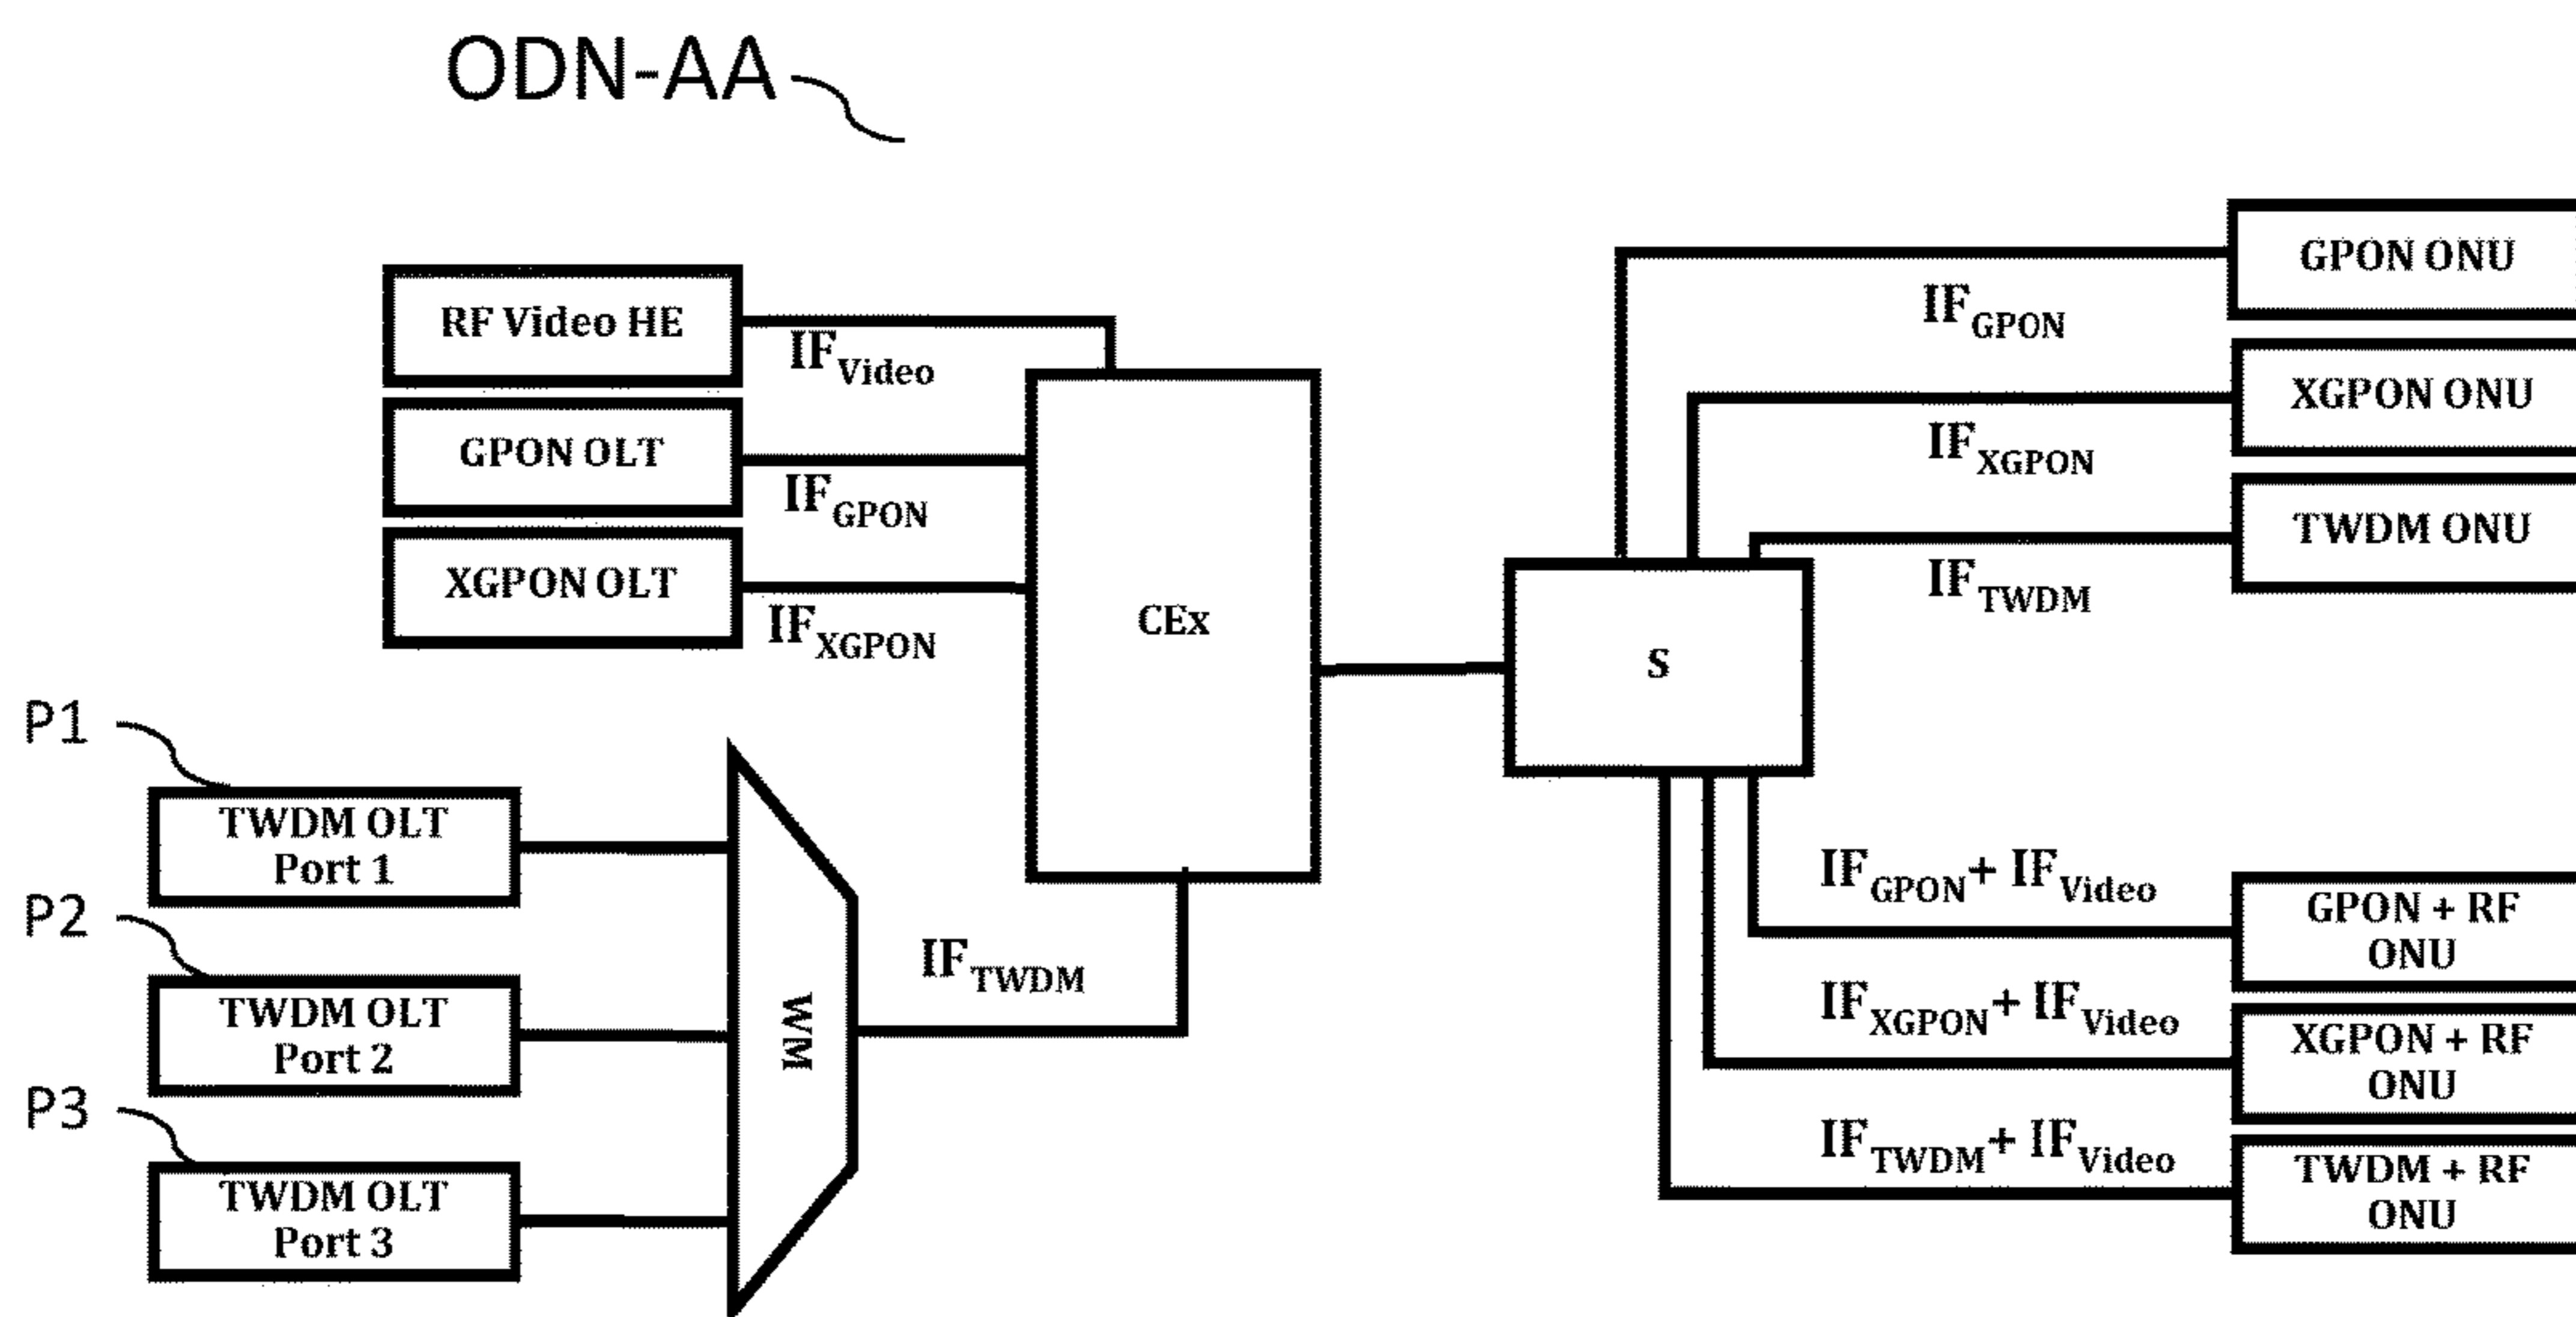 ODN-AA
RF Video HE
IFVideo
GPON OLT
IFGPON
XGPON OLT
IFXGPON
CEx
P1
TWDM OLT
Port 1
P2
TWDM OLT
Port 2
P3
TWDM OLT
Port 3
WM
IFTWDM
S
GPON ONU
IFGPON
XGPON ONU
IFXGPON
TWDM ONU
IFTWDM
IFGPON+ IFVideo
GPON + RF
ONU
IFXGPON+ IFVideo
XGPON + RF
ONU
IFTWDM+ IFVideo
TWDM + RF
ONU